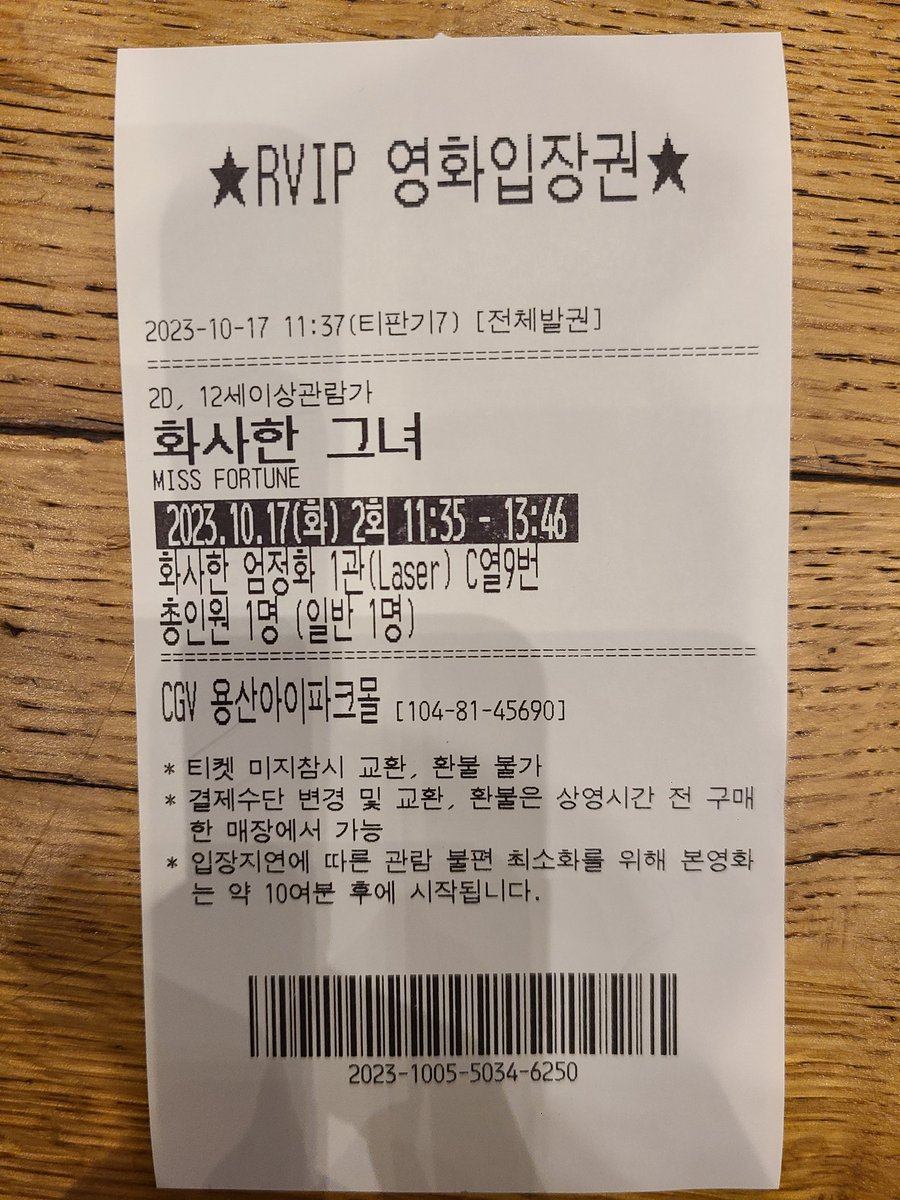 ★RVIP 영화입장권★
2023-10-17 11:37(티판기7) [전체발권]
2D, 12세이상관람가
화사한 그녀
MISS FORTUNE
2023.10.17(화) 2회 11:35 - 13:46
화사한 엄정화 1관(Laser) C열9번
총인원 1명 (일반 1명)
CGV 용산아이파크몰 [104-81-45690]
* 티켓 미지참시 교환, 환불 불가
* 결제수단 변경 및 교환, 환불은 상영시간 전 구매
한 매장에서 가능
* 입장지연에 따른 관람 불편 최소화를 위해 본영화
는 약 10여분 후에 시작됩니다.
2023-1005-5034-6250